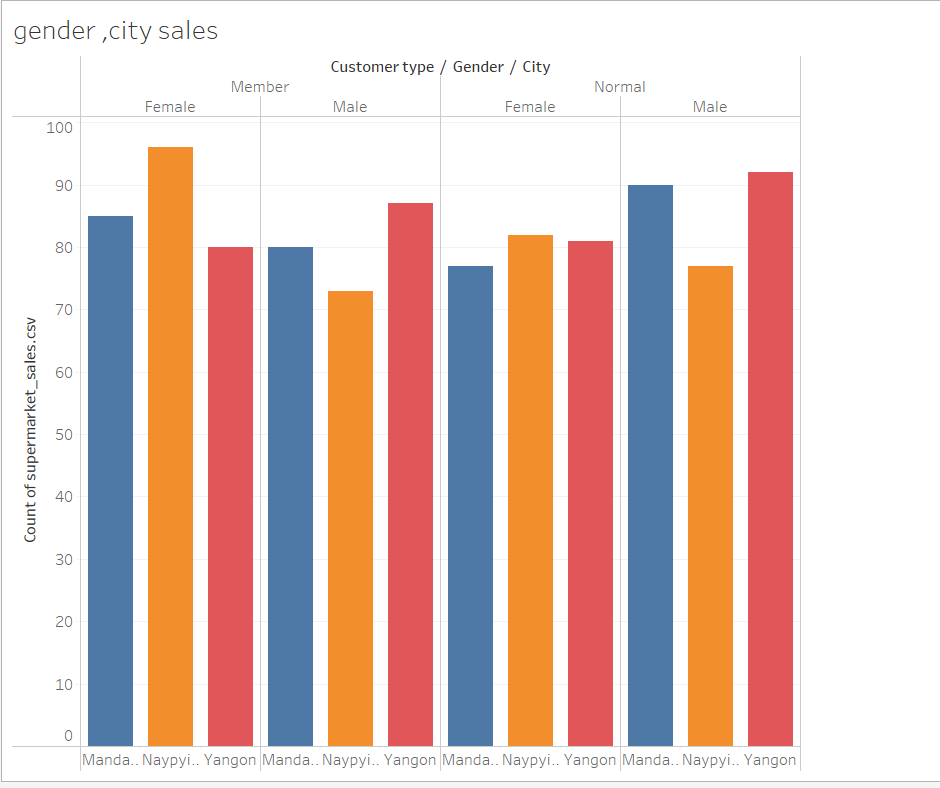 gender ,city sales
Customer type / Gender / City
Member Normal
Female Male Female Male
100
90
80
70
60
50
40
30
20
10
0
Count of supermarket_sales.csv
Manda.. Naypyi.. Yangon Manda.. Naypyi.. Yangon Manda.. Naypyi.. Yangon Manda.. Naypyi.. Yangon